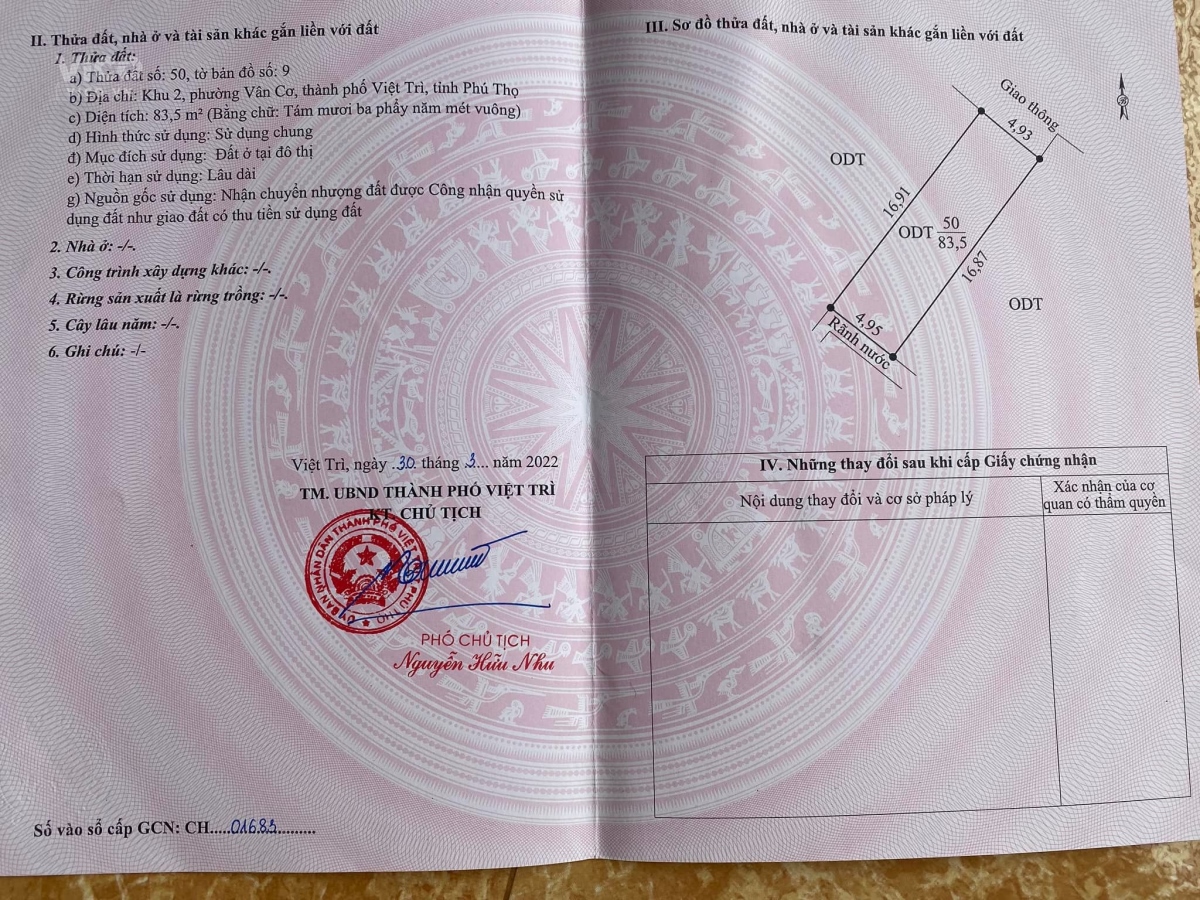 II. Thửa đất, nhà ở và tài sản khác gắn liền với đất
1. Thửa đất:
a) Thửa đất số: 50, tờ bản đồ số: 9
b) Địa chỉ: Khu 2, phường Vân Cơ, thành phố Việt Trì, tỉnh Phú Thọ
c) Diện tích: 83,5 m² (Bằng chữ: Tám mươi ba phẩy năm mét vuông)
d) Hình thức sử dụng: Sử dụng chung
đ) Mục đích sử dụng: Đất ở tại đô thị
e) Thời hạn sử dụng: Lâu dài
g) Nguồn gốc sử dụng: Nhận chuyển nhượng đất được Công nhận quyền sử
dụng đất như giao đất có thu tiền sử dụng đất
2. Nhà ở: -/-.
3. Công trình xây dựng khác: -/-.
4. Rừng sản xuất là rừng trồng: -/-.
5. Cây lâu năm: -/-.
6. Ghi chú: -/-
Việt Trì, ngày .30. tháng .3... năm 2022
TM. UBND THÀNH PHỐ VIỆT TRÌ
KT. CHỦ TỊCH
PHÓ CHỦ TỊCH
Nguyễn Hữu Nhu
Số vào sổ cấp GCN: CH.....01683..........
III. Sơ đồ thửa đất, nhà ở và tài sản khác gắn liền với đất
Giao thông
4,93
ODT
16,91
ODT 50
83,5
16,87
ODT
4,95
Rãnh nước
IV. Những thay đổi sau khi cấp Giấy chứng nhận
Nội dung thay đổi và cơ sở pháp lý
Xác nhận của cơ
quan có thẩm quyền